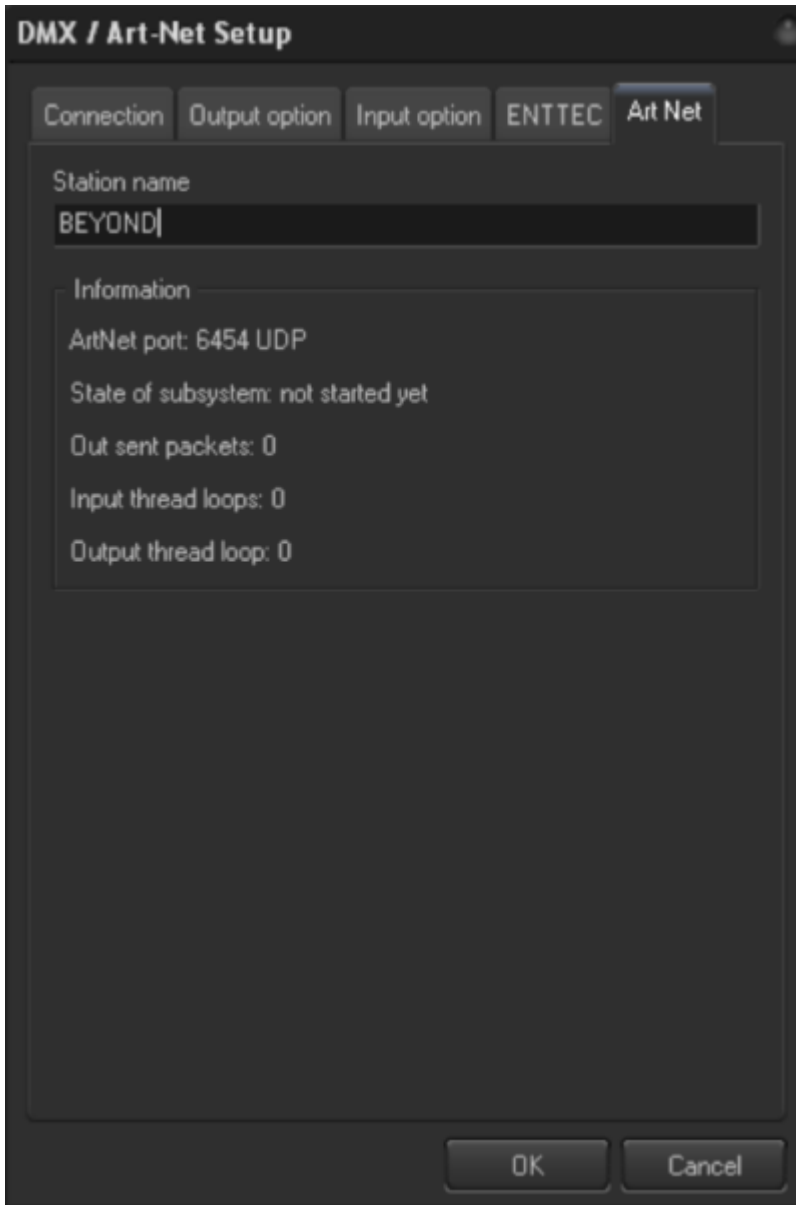 DMX / Art-Net Setup
Connection Output option Input option ENTTEC Art Net
Station name
BEYOND
Information
ArtNet port: 6454 UDP
State of subsystem: not started yet
Out sent packets: 0
Input thread loops: 0
Output thread loop: 0
OK Cancel